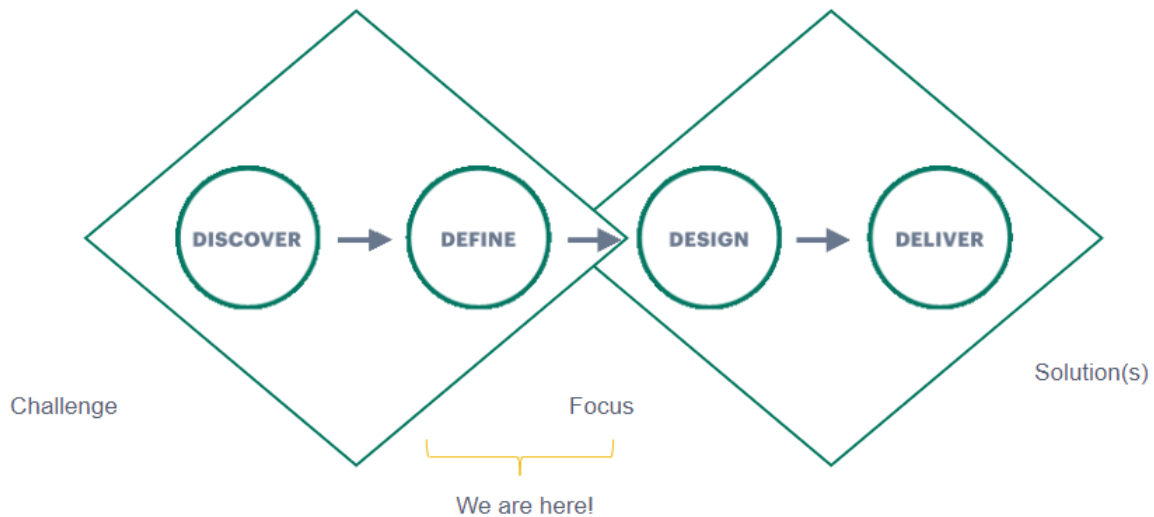 DISCOVER
DEFINE
DESIGN
DELIVER
Solution(s)
Challenge
Focus
We are here!